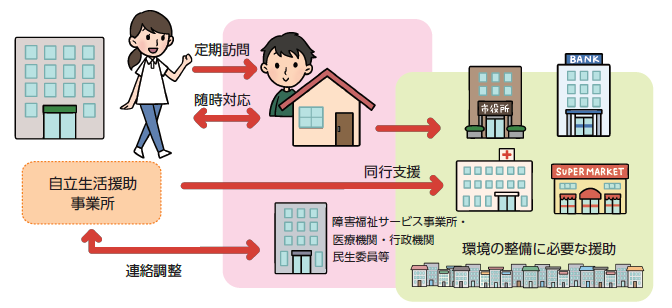 定期訪問
随時対応
自立生活援助
事業所
連絡調整
同行支援
障害福祉サービス事業所・
医療機関・行政機関
民生委員等
市役所
BANK
SUPER MARKET
環境の整備に必要な援助